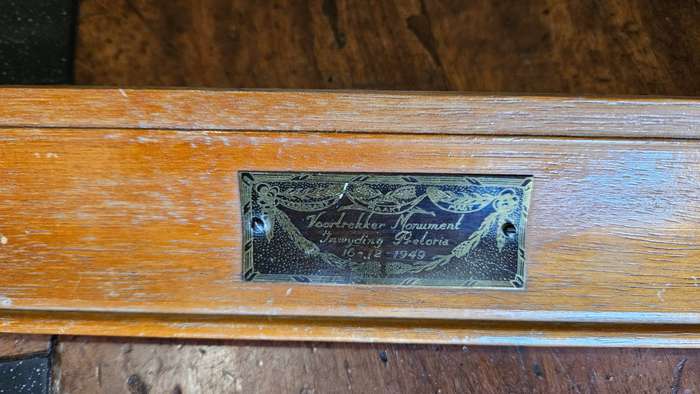 Voortrekker Monument
Inwyding Pretoria
16-12-1949